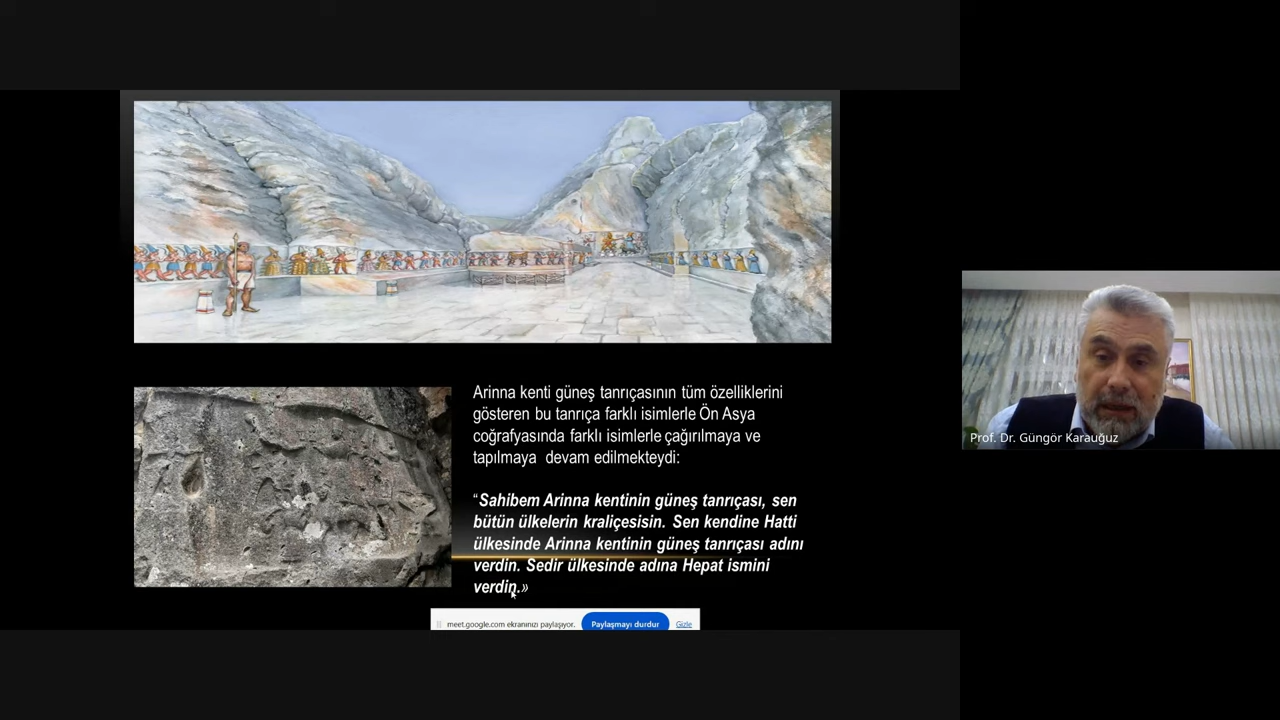 Arinna kenti güneş tanrıçasının tüm özelliklerini
gösteren bu tanrıça farklı isimlerle Ön Asya
coğrafyasında farklı isimlerle çağırılmaya ve
tapılmaya devam edilmekteydi:
“Sahibem Arinna kentinin güneş tanrıçası, sen
bütün ülkelerin kraliçesisin. Sen kendine Hatti
ülkesinde Arinna kentinin güneş tanrıçası adını
verdin. Sedir ülkesinde adına Hepat ismini
verdin.»
meet.google.com ekranınızı paylaşıyor. Paylaşmayı durdur Gizle
Prof. Dr. Güngör Karauğuz